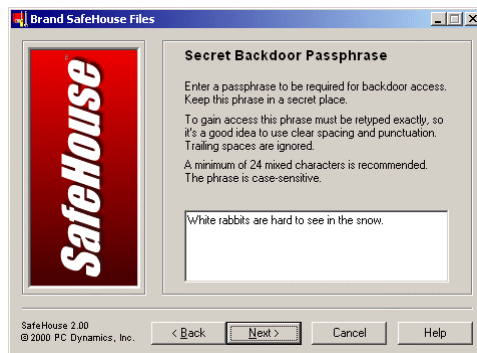 Brand SafeHouse Files
SafeHouse
Secret Backdoor Passphrase
Enter a passphrase to be required for backdoor access.
Keep this phrase in a secret place.
To gain access this phrase must be retyped exactly, so
it's a good idea to use clear spacing and punctuation.
Trailing spaces are ignored.
A minimum of 24 mixed characters is recommended.
The phrase is case-sensitive.
White rabbits are hard to see in the snow.
SafeHouse 2.00
© 2000 PC Dynamics, Inc.
< Back
Next >
Cancel
Help